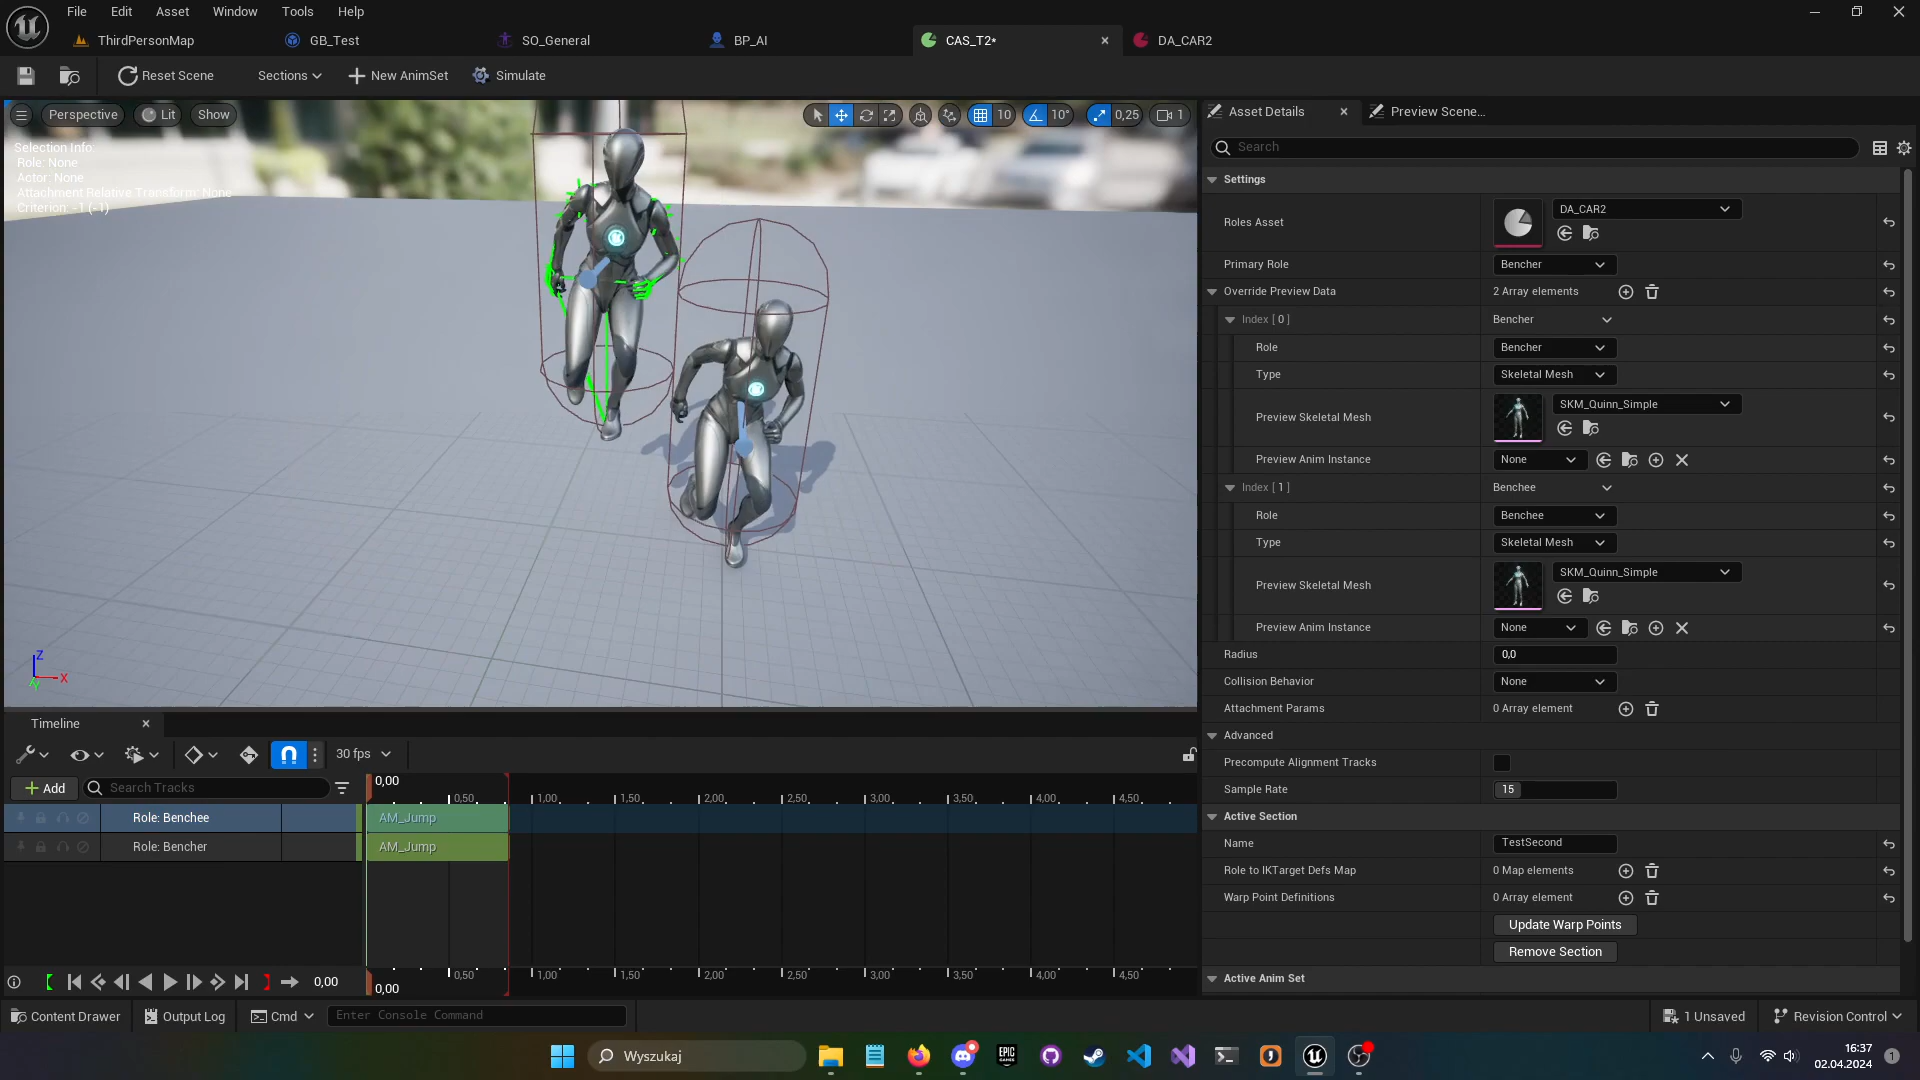 File Edit Asset Window Tools Help
ThirdPersonMap GB_Test SO_General BP_AI CAS_T2* DA_CAR2
Reset Scene Sections New AnimSet Simulate
Perspective Lit Show 10 10° 0,25 1
Selection Info:
Role: None
Actor: None
Attachment Relative Transform: None
Criterion: -1 (-1)
Z
X
Y
Asset Details Preview Scene...
Search
Settings
Roles Asset DA_CAR2
Primary Role Bencher
Override Preview Data 2 Array elements
Index [ 0 ] Bencher
Role Bencher
Type Skeletal Mesh
Preview Skeletal Mesh SKM_Quinn_Simple
Preview Anim Instance None
Index [ 1 ] Benchee
Role Benchee
Type Skeletal Mesh
Preview Skeletal Mesh SKM_Quinn_Simple
Preview Anim Instance None
Radius 0,0
Collision Behavior None
Attachment Params 0 Array element
Advanced
Precompute Alignment Tracks
Sample Rate 15
Active Section
Name TestSecond
Role to IKTarget Defs Map 0 Map elements
Warp Point Definitions 0 Array element
Update Warp Points
Remove Section
Active Anim Set
Timeline
30 fps
Add Search Tracks 0,00
0,50 1,00 1,50 2,00 2,50 3,00 3,50 4,00 4,50
Role: Benchee AM_Jump
Role: Bencher AM_Jump
0,00 0,50 1,00 1,50 2,00 2,50 3,00 3,50 4,00 4,50
0,00
Content Drawer Output Log Cmd Enter Console Command 1 Unsaved Revision Control
Wyszukaj EPIC GAMES 16:37
02.04.2024 1